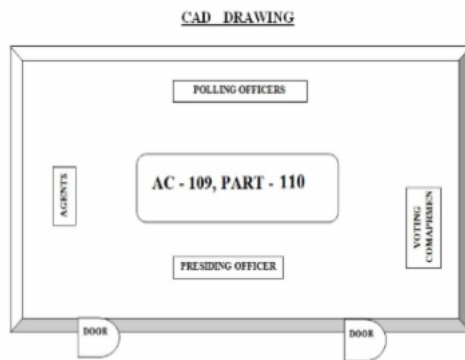 CAD DRAWING
POLLING OFFICERS
AGENTS
AC - 109, PART - 110
VOTING
COMAPRMEN
PRESIDING OFFICER
DOOR
DOOR